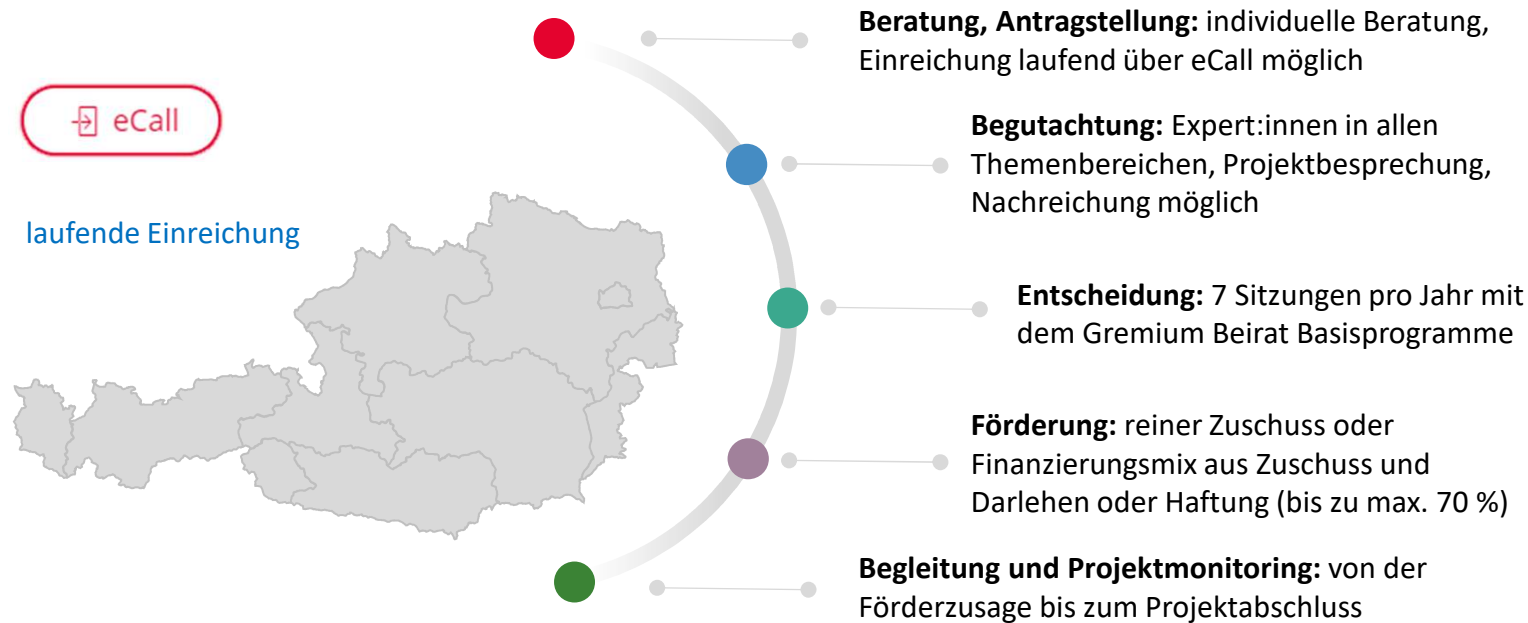 eCall
laufende Einreichung
Beratung, Antragstellung: individuelle Beratung,
Einreichung laufend über eCall möglich
Begutachtung: Expert:innen in allen
Themenbereichen, Projektbesprechung,
Nachreichung möglich
Entscheidung: 7 Sitzungen pro Jahr mit
dem Gremium Beirat Basisprogramme
Förderung: reiner Zuschuss oder
Finanzierungsmix aus Zuschuss und
Darlehen oder Haftung (bis zu max. 70 %)
Begleitung und Projektmonitoring: von der
Förderzusage bis zum Projektabschluss